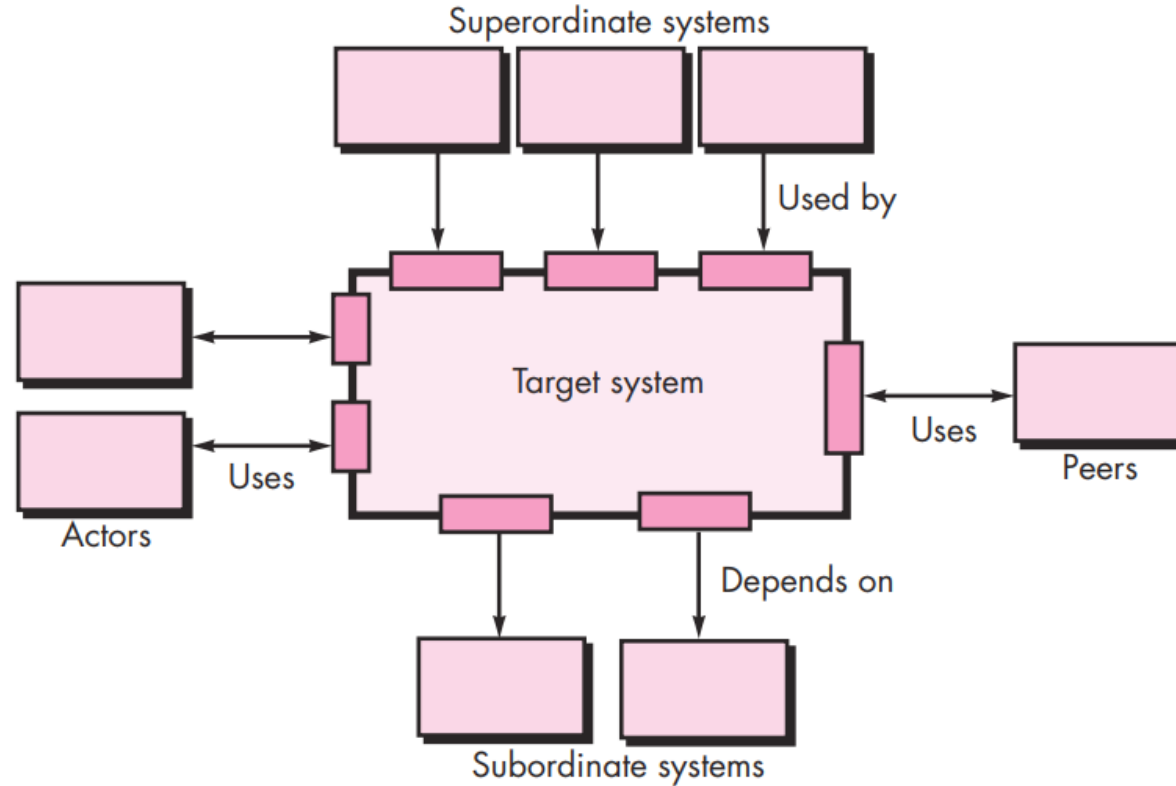 Superordinate systems
Used by
Target system
Uses
Peers
Uses
Actors
Depends on
Subordinate systems